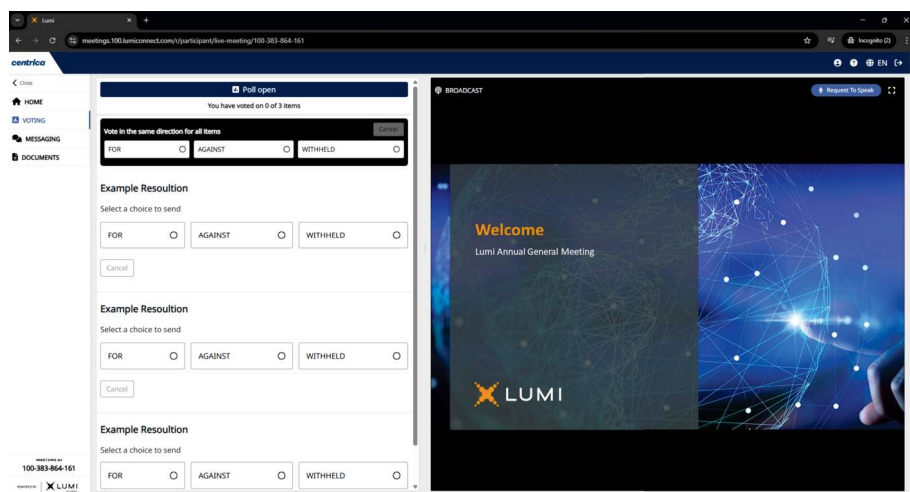 Lumi
meetings.100.lumiconnect.com/r/participant/live-meeting/100-383-864-161
Incognito (2)
centrica
EN
Close
HOME
VOTING
MESSAGING
DOCUMENTS
Poll open
You have voted on 0 of 3 items
Vote in the same direction for all items
Cancel
FOR
AGAINST
WITHHELD
Example Resoultion
Select a choice to send
FOR
AGAINST
WITHHELD
Cancel
Example Resoultion
Select a choice to send
FOR
AGAINST
WITHHELD
Cancel
Example Resoultion
Select a choice to send
FOR
AGAINST
WITHHELD
BROADCAST
Request To Speak
Welcome
Lumi Annual General Meeting
LUMI
MEETING ID
100-383-864-161
POWERED BY
LUMI